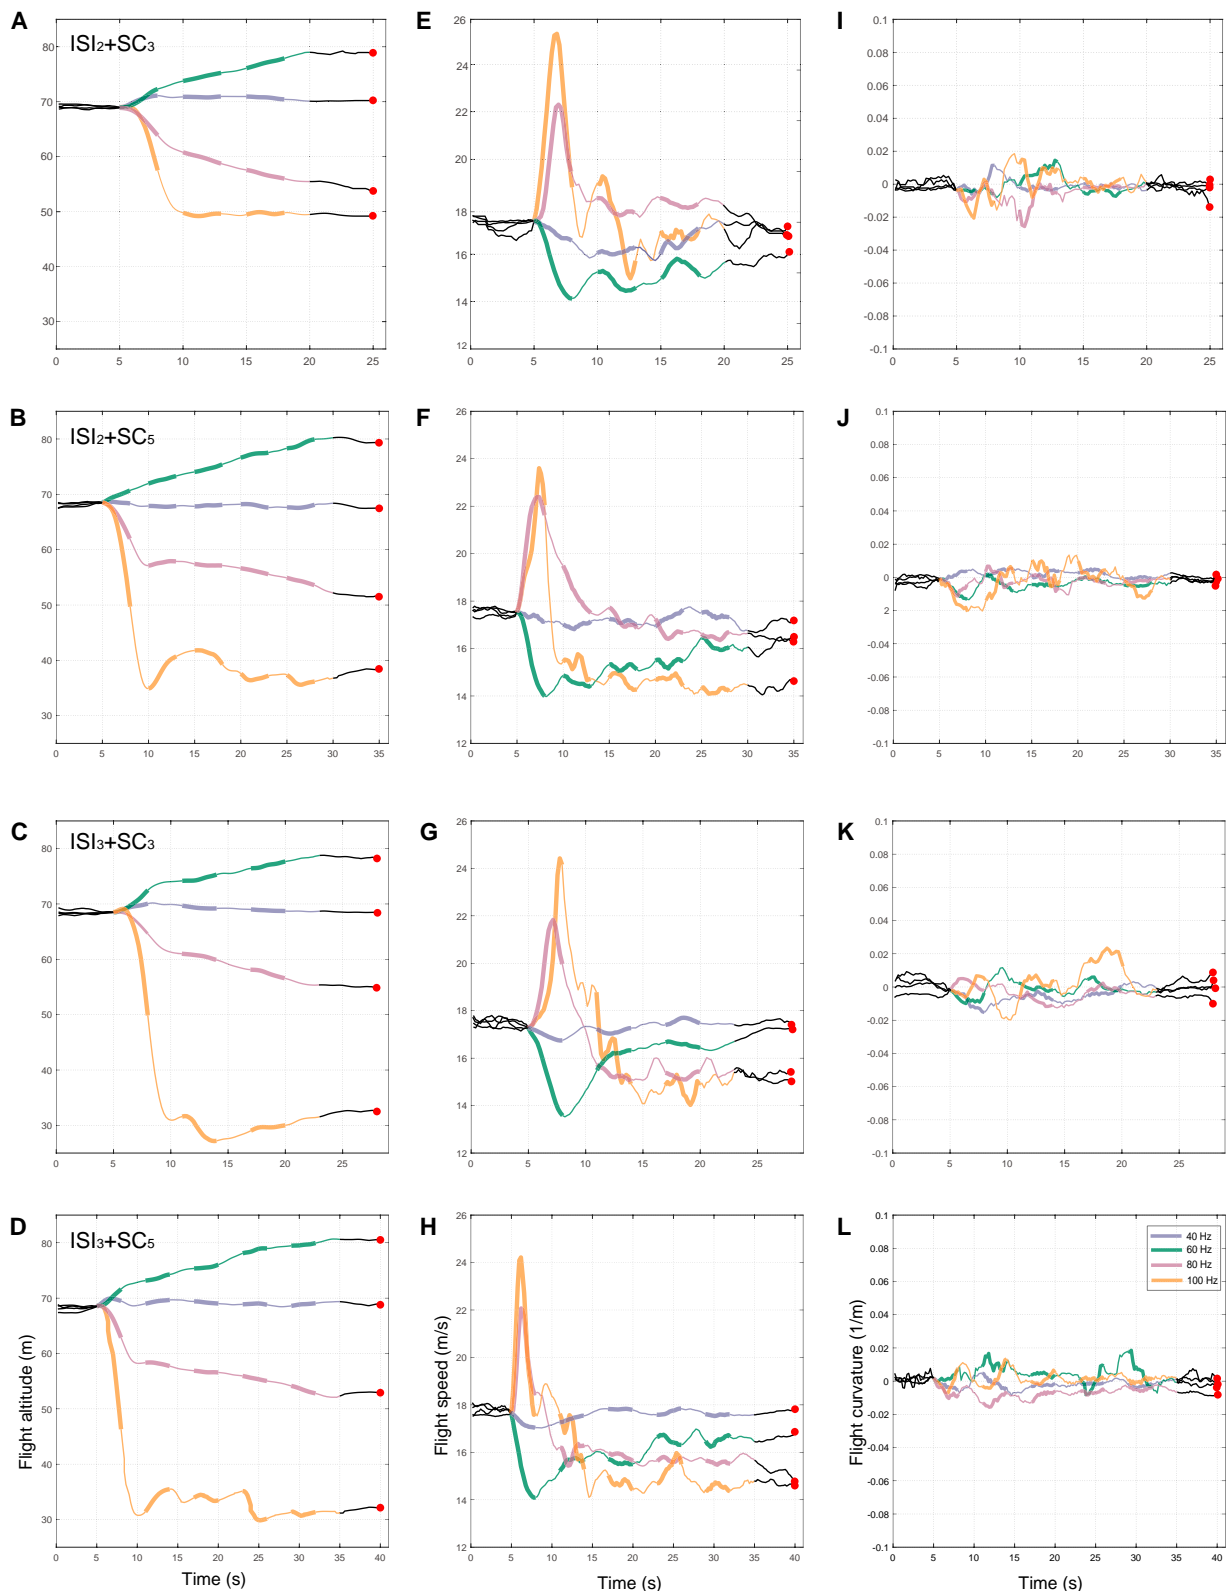 A
ISI2+SC3
80
70
60
50
40
30
0 5 10 15 20 25
E
26
24
22
20
18
16
14
12
0 5 10 15 20 25
I
0.1
0.08
0.06
0.04
0.02
0
-0.02
-0.04
-0.06
-0.08
-0.1
0 5 10 15 20 25
B
ISI2+SC5
80
70
60
50
40
30
0 5 10 15 20 25 30 35
F
26
24
22
20
18
16
14
12
0 5 10 15 20 25 30 35
J
0.1
0.08
0.06
0.04
0.02
0
2
0.04
-0.06
-0.08
-0.1
0 5 10 15 20 25 30 35
C
ISI3+SC3
80
70
60
50
40
30
0 5 10 15 20 25
G
26
24
22
20
18
16
14
12
0 5 10 15 20 25
K
0.1
0.08
0.06
0.04
0.02
0
-0.02
-0.04
-0.06
-0.08
-0.1
0 5 10 15 20 25
D
ISI3+SC5
80
70
60
50
40
30
0 5 10 15 20 25 30 35 40
Flight altitude (m)
Time (s)
H
26
24
22
20
18
16
14
12
0 5 10 15 20 25 30 35 40
Flight speed (m/s)
Time (s)
L
0.1
0.08
0.06
0.04
0.02
0
-0.02
-0.04
-0.06
-0.08
-0.1
0 5 10 15 20 25 30 35 40
40 Hz
60 Hz
80 Hz
100 Hz
Flight curvature (1/m)
Time (s)